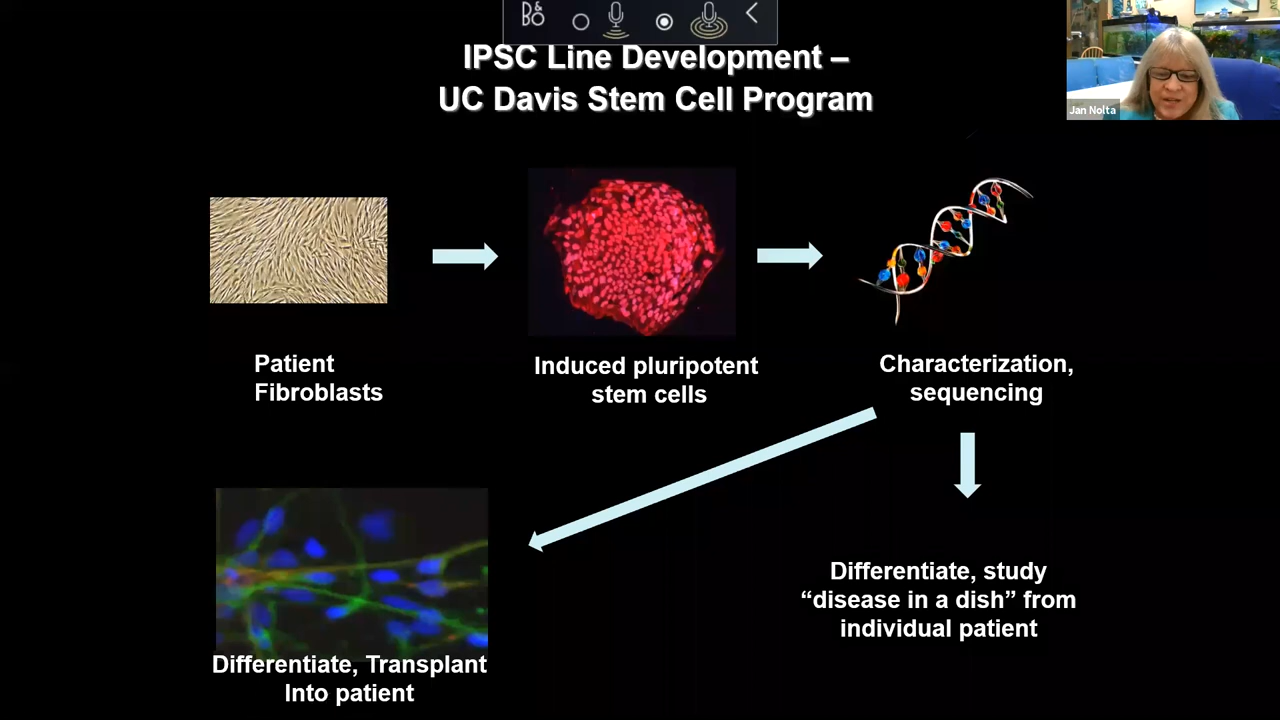 B&O
IPSC Line Development –
UC Davis Stem Cell Program
Jan Nolta
Patient
Fibroblasts
Induced pluripotent
stem cells
Characterization,
sequencing
Differentiate, study
“disease in a dish” from
individual patient
Differentiate, Transplant
Into patient